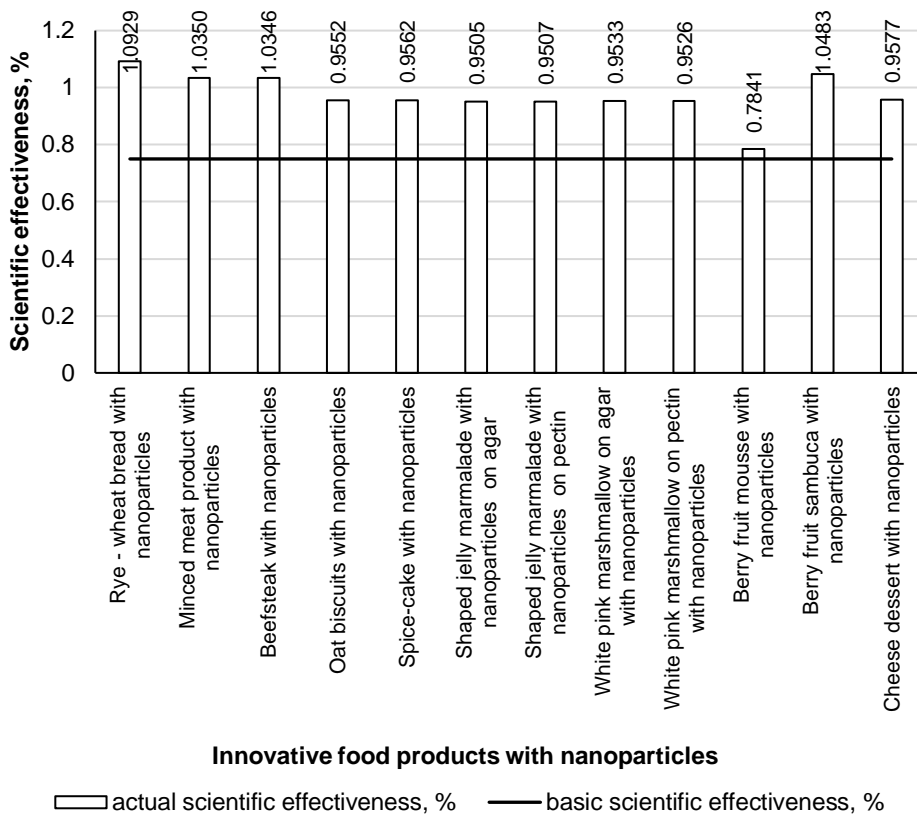 Scientific effectiveness, %
1.2
1
0.8
0.6
0.4
0.2
0
1.0929
1.0350
1.0346
0.9552
0.9562
0.9505
0.9507
0.9533
0.9526
0.7841
1.0483
0.9577
Rye - wheat bread with
nanoparticles
Minced meat product with
nanoparticles
Beefsteak with nanoparticles
Oat biscuits with nanoparticles
Spice-cake with nanoparticles
Shaped jelly marmalade with
nanoparticles on agar
Shaped jelly marmalade with
nanoparticles on pectin
White pink marshmallow on agar
with nanoparticles
White pink marshmallow on pectin
with nanoparticles
Berry fruit mousse with
nanoparticles
Berry fruit sambuca with
nanoparticles
Cheese dessert with nanoparticles
Innovative food products with nanoparticles
actual scientific effectiveness, %
basic scientific effectiveness, %